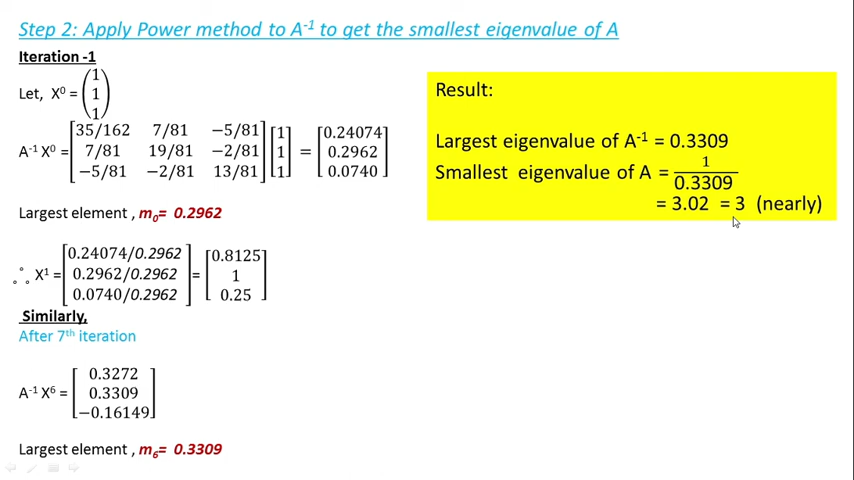 Step 2: Apply Power method to A⁻¹ to get the smallest eigenvalue of A
Iteration -1
Let, X⁰ = (1 1 1)
A⁻¹ X⁰ = [35/162 7/81 −5/81; 7/81 19/81 −2/81; −5/81 −2/81 13/81] [1; 1; 1] = [0.24074; 0.2962; 0.0740]
Largest element , m₀= 0.2962
∴ X¹ = [0.24074/0.2962; 0.2962/0.2962; 0.0740/0.2962] = [0.8125; 1; 0.25]
Similarly,
After 7th iteration
A⁻¹ X⁶ = [0.3272; 0.3309; −0.16149]
Largest element , m₆= 0.3309
Result:
Largest eigenvalue of A⁻¹ = 0.3309
Smallest eigenvalue of A = 1/0.3309
= 3.02 = 3 (nearly)